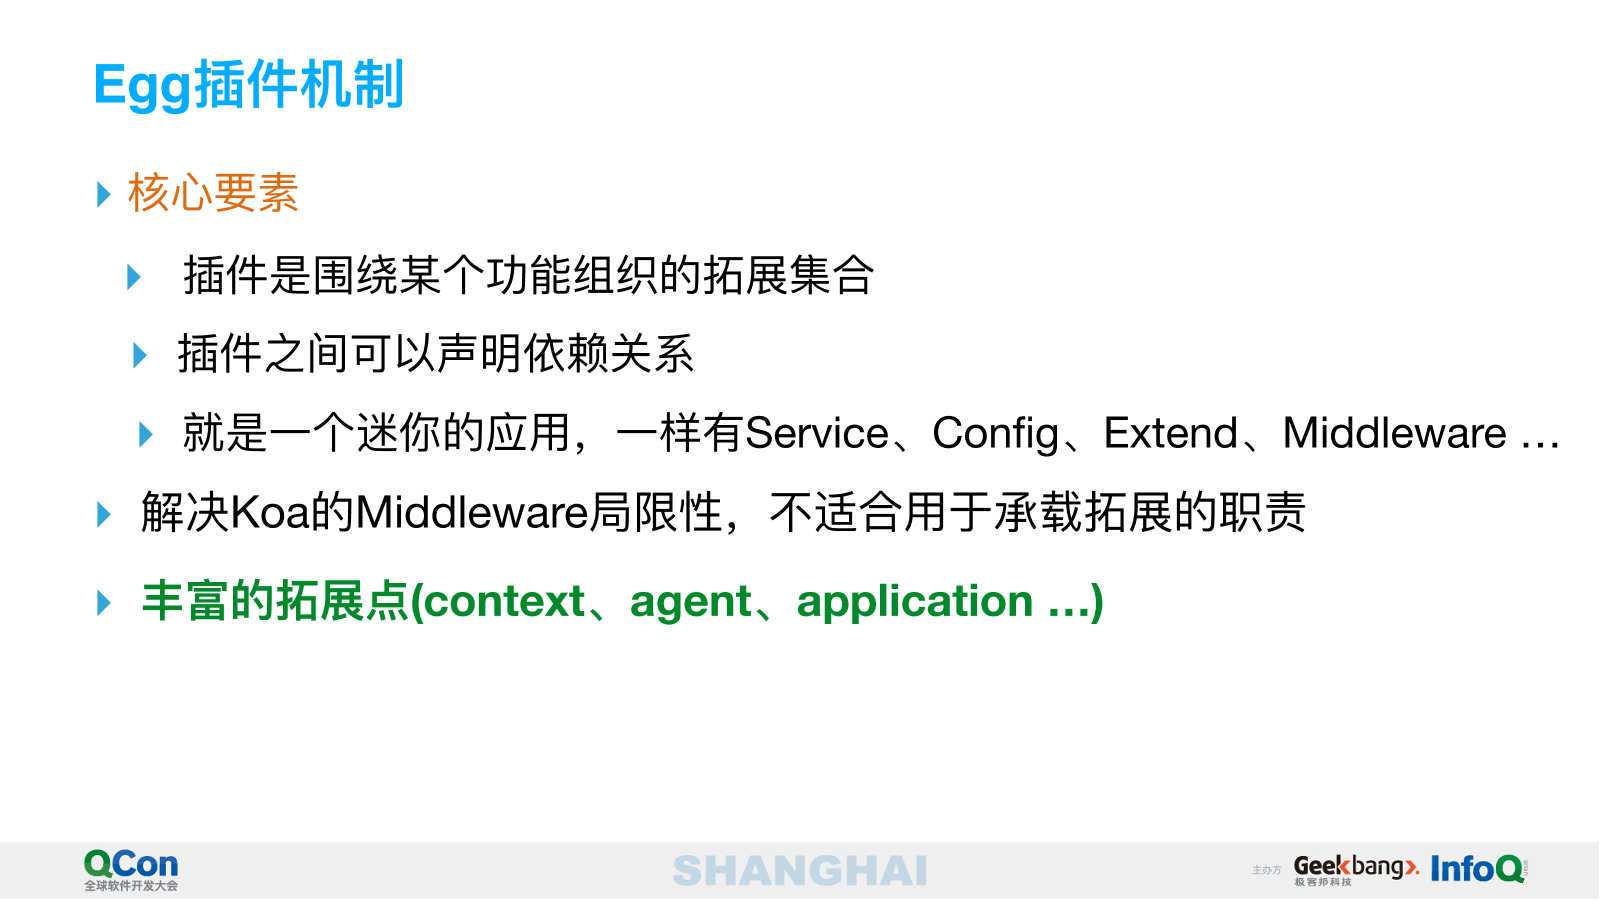 Egg插件机制
核心要素
插件是围绕某个功能组织的拓展集合
插件之间可以声明依赖关系
就是一个迷你的应用，一样有Service、Config、Extend、Middleware …
解决Koa的Middleware局限性，不适合用于承载拓展的职责
丰富的拓展点(context、agent、application …)
QCon
全球软件开发大会
SHANGHAI
主办方
Geekbang
极客邦科技
InfoQ